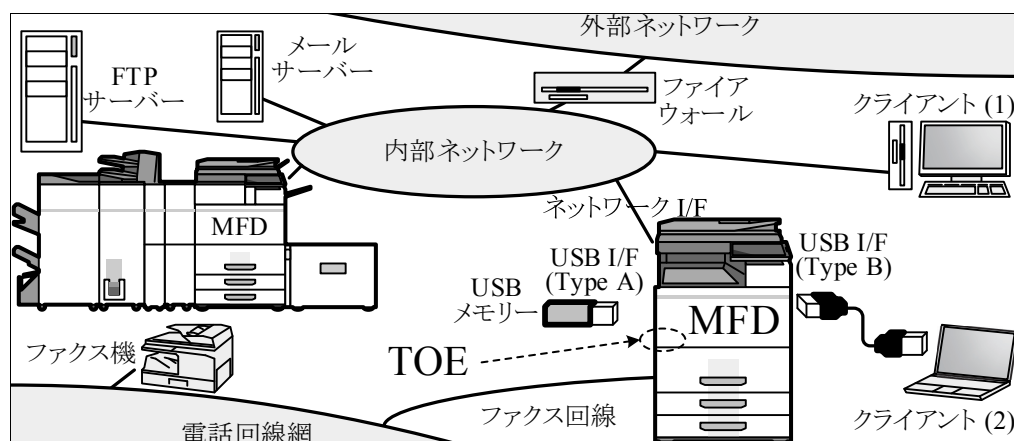 外部ネットワーク
メール
サーバー
FTP
サーバー
ファイア
ウォール
クライアント (1)
内部ネットワーク
ネットワーク I/F
MFD
USB I/F
(Type A)
USB I/F
(Type B)
USB
メモリー
MFD
ファクス機
TOE
ファクス回線
クライアント (2)
電話回線網